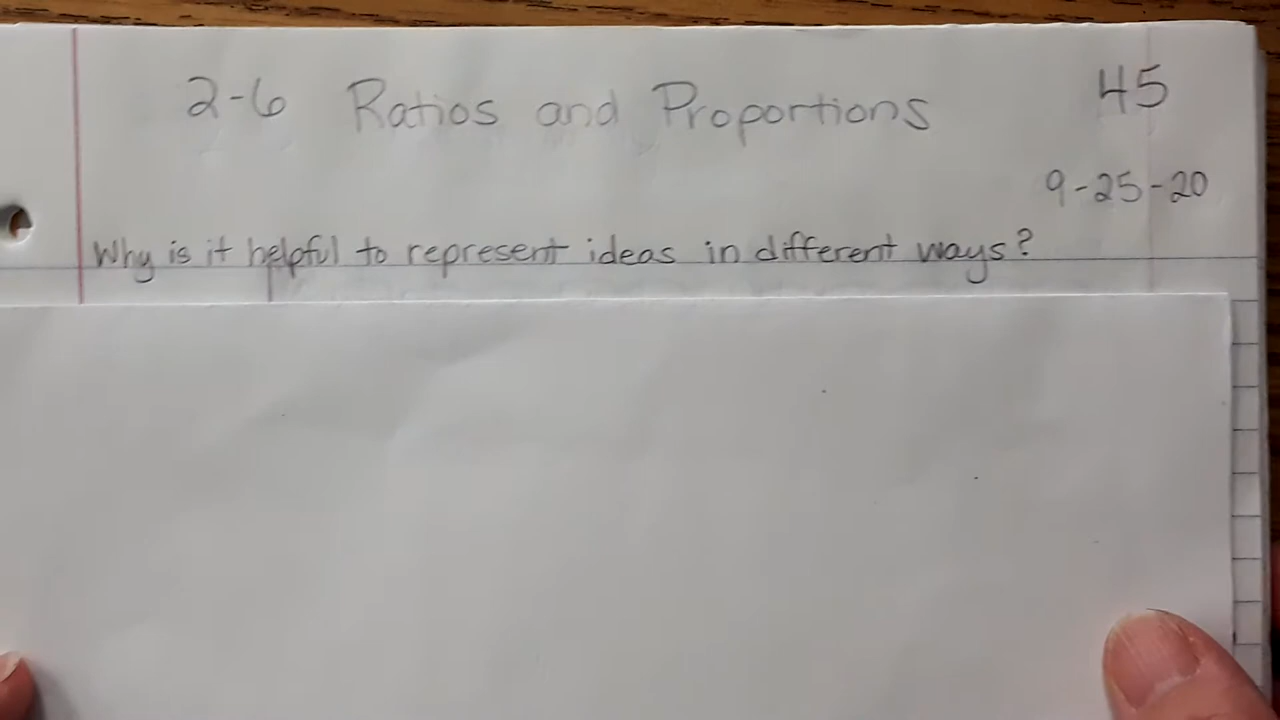 2-6 Ratios and Proportions 45
9-25-20
Why is it helpful to represent ideas in different ways?